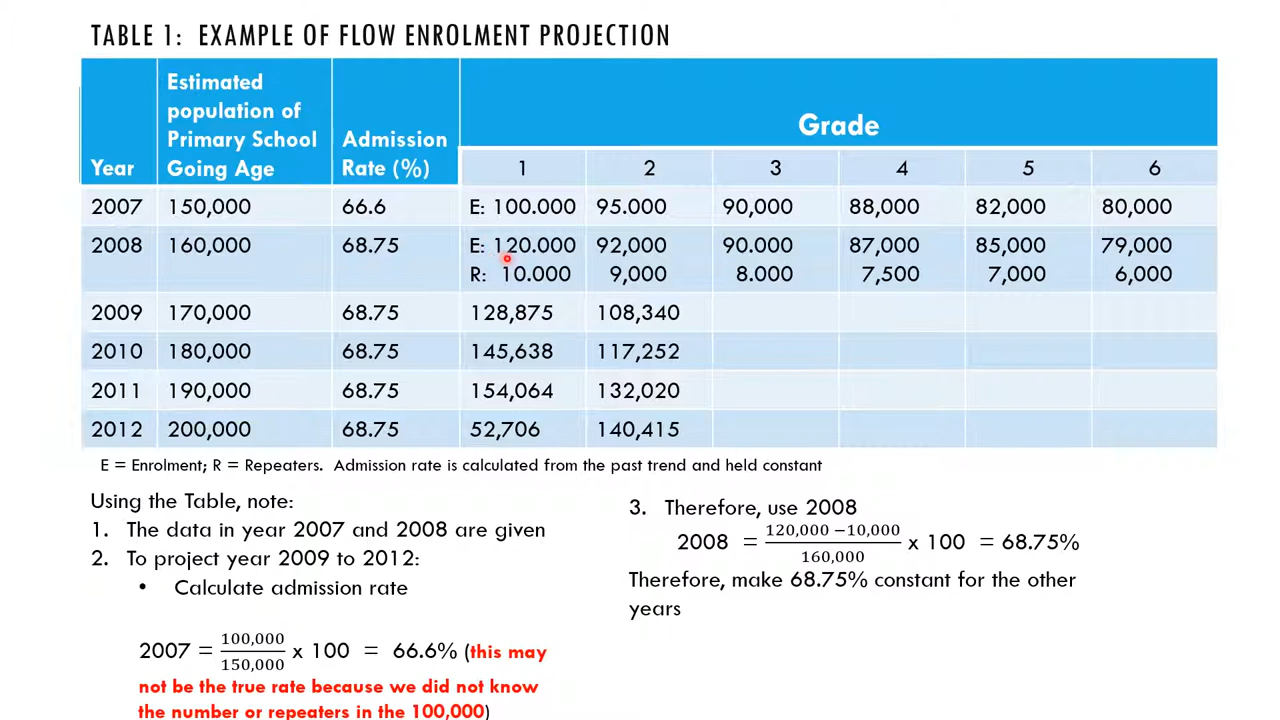 TABLE 1: EXAMPLE OF FLOW ENROLMENT PROJECTION
Year Estimated population of Primary School Going Age Admission Rate (%) Grade
1 2 3 4 5 6
2007 150,000 66.6 E: 100.000 95.000 90,000 88,000 82,000 80,000
2008 160,000 68.75 E: 120.000 92,000 90.000 87,000 85,000 79,000
R: 10.000 9,000 8.000 7,500 7,000 6,000
2009 170,000 68.75 128,875 108,340
2010 180,000 68.75 145,638 117,252
2011 190,000 68.75 154,064 132,020
2012 200,000 68.75 52,706 140,415
E = Enrolment; R = Repeaters. Admission rate is calculated from the past trend and held constant
Using the Table, note:
1. The data in year 2007 and 2008 are given
2. To project year 2009 to 2012:
• Calculate admission rate
2007 = 100,000/150,000 x 100 = 66.6% (this may
not be the true rate because we did not know
the number or repeaters in the 100,000)
3. Therefore, use 2008
2008 = 120,000 −10,000/160,000 x 100 = 68.75%
Therefore, make 68.75% constant for the other
years